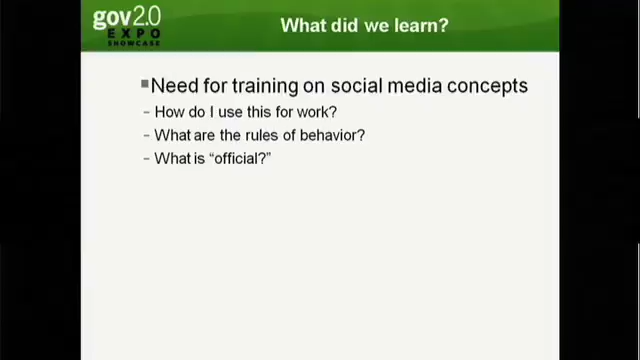 gov2.0
EXPO
SHOWCASE
What did we learn?
▪Need for training on social media concepts
- How do I use this for work?
- What are the rules of behavior?
- What is “official?”